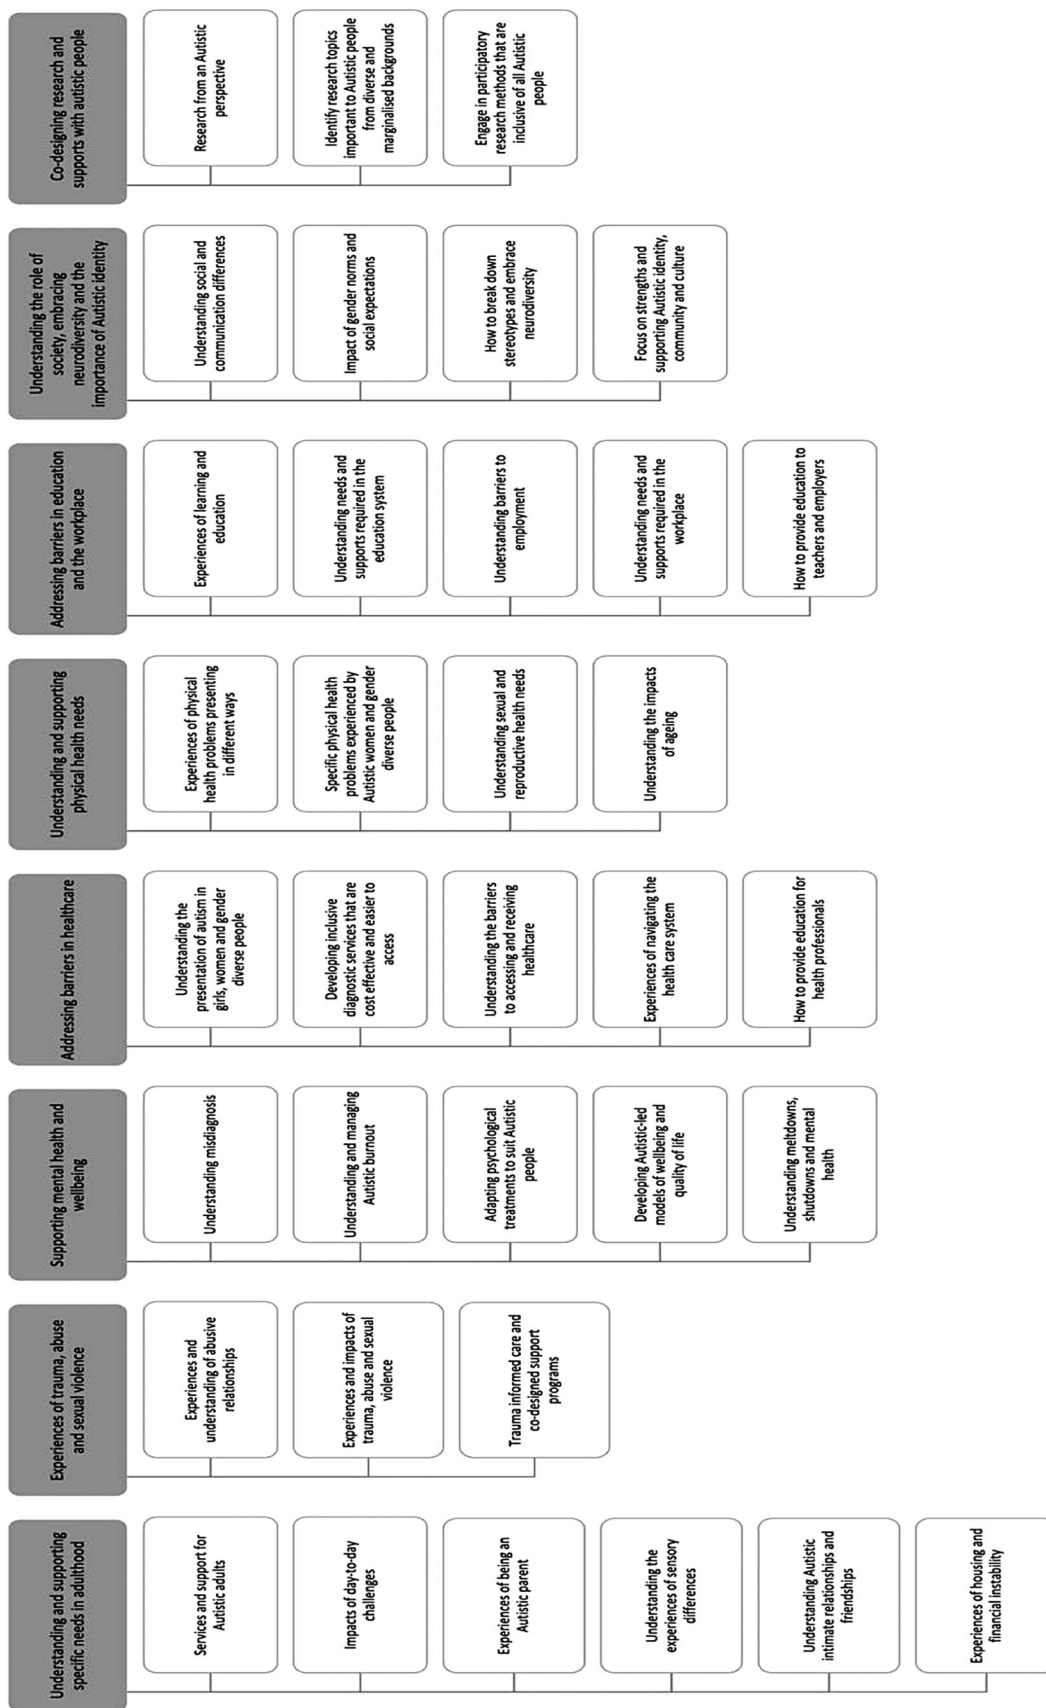 Understanding and supporting
specific needs in adulthood
Services and support for
Autistic adults
Impacts of day-to-day
challenges
Experiences of being an
Autistic parent
Understanding the
experiences of sensory
differences
Understanding Autistic
intimate relationships and
friendships
Experiences of housing and
financial instability
Experiences of trauma, abuse
and sexual violence
Experiences and
understanding of abusive
relationships
Experiences and impacts of
trauma, abuse and sexual
violence
Trauma informed care and
co-designed support
programs
Supporting mental health and
wellbeing
Understanding misdiagnosis
Understanding and managing
Autistic burnout
Adapting psychological
treatments to suit Autistic
people
Developing Autistic-led
models of wellbeing and
quality of life
Understanding meltdowns,
shutdowns and mental
health
Addressing barriers in healthcare
Understanding the
presentation of autism in
girls, women and gender
diverse people
Developing inclusive
diagnostic services that are
cost effective and easier to
access
Understanding the barriers
to accessing and receiving
healthcare
Experiences of navigating the
health care system
How to provide education for
health professionals
Understanding and supporting
physical health needs
Experiences of physical
health problems presenting
in different ways
Specific physical health
problems experienced by
Autistic women and gender
diverse people
Understanding sexual and
reproductive health needs
Understanding the impacts
of ageing
Addressing barriers in education
and the workplace
Experiences of learning and
education
Understanding needs and
supports required in the
education system
Understanding barriers to
employment
Understanding needs and
supports required in the
workplace
How to provide education to
teachers and employers
Understanding the role of
society, embracing
neurodiversity and the
importance of Autistic identity
Understanding social and
communication differences
Impact of gender norms and
social expectations
How to break down
stereotypes and embrace
neurodiversity
Focus on strengths and
supporting Autistic identity,
community and culture
Co-designing research and
supports with autistic people
Research from an Autistic
perspective
Identify research topics
important to Autistic people
from diverse and
marginalised backgrounds
Engage in participatory
research methods that are
inclusive of all Autistic
people